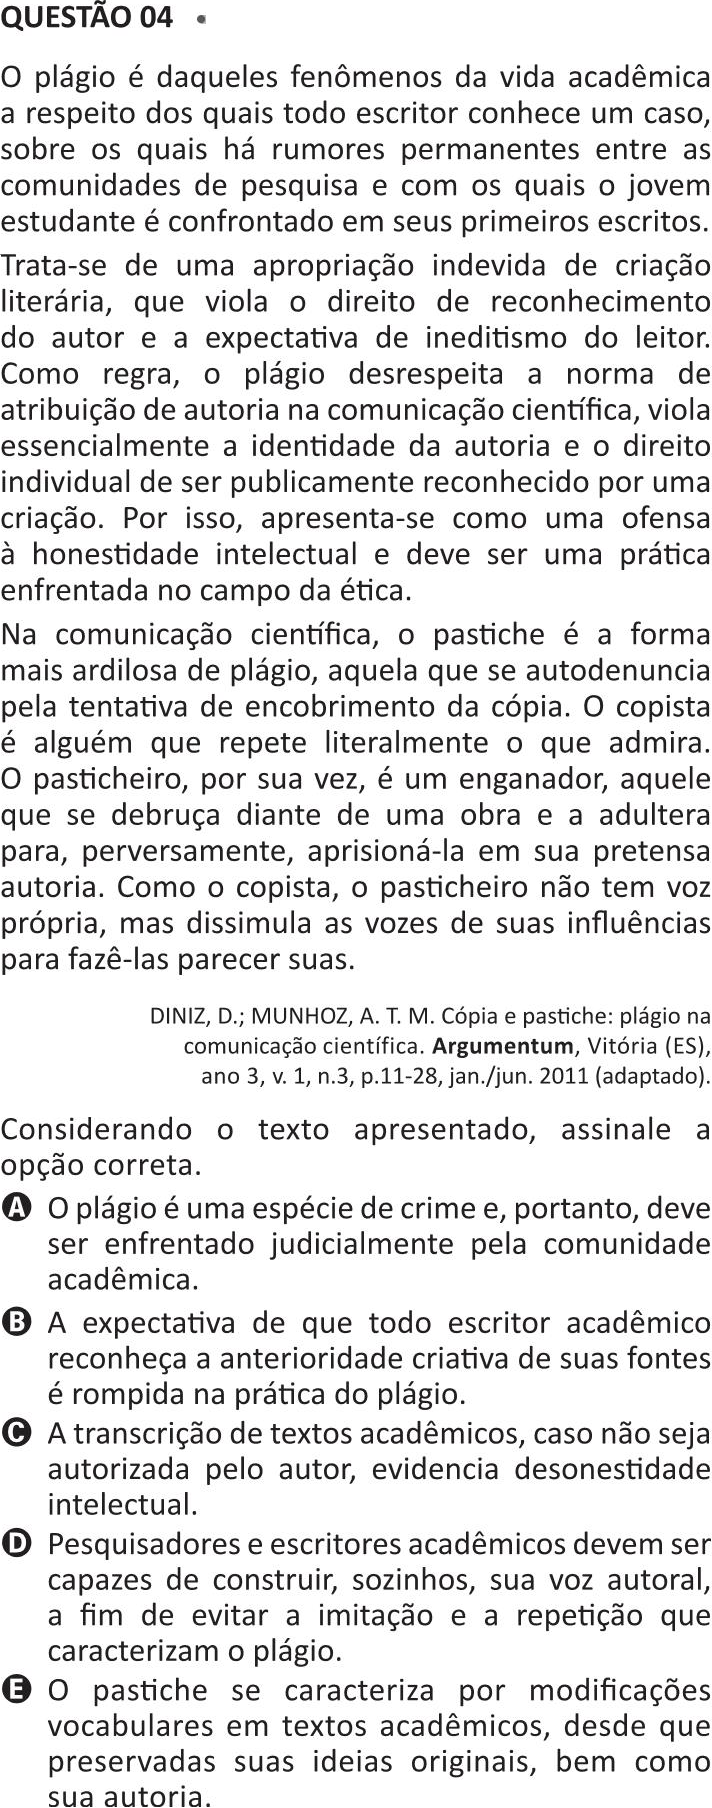 QUESTÃO 04
O plágio é daqueles fenômenos da vida acadêmica
a respeito dos quais todo escritor conhece um caso,
sobre os quais há rumores permanentes entre as
comunidades de pesquisa e com os quais o jovem
estudante é confrontado em seus primeiros escritos.
Trata-se de uma apropriação indevida de criação
literária, que viola o direito de reconhecimento
do autor e a expectativa de ineditismo do leitor.
Como regra, o plágio desrespeita a norma de
atribuição de autoria na comunicação científica, viola
essencialmente a identidade da autoria e o direito
individual de ser publicamente reconhecido por uma
criação. Por isso, apresenta-se como uma ofensa
à honestidade intelectual e deve ser uma prática
enfrentada no campo da ética.
Na comunicação científica, o pastiche é a forma
mais ardilosa de plágio, aquela que se autodenuncia
pela tentativa de encobrimento da cópia. O copista
é alguém que repete literalmente o que admira.
O pasticheiro, por sua vez, é um enganador, aquele
que se debruça diante de uma obra e a adultera
para, perversamente, aprisioná-la em sua pretensa
autoria. Como o copista, o pasticheiro não tem voz
própria, mas dissimula as vozes de suas influências
para fazê-las parecer suas.
DINIZ, D.; MUNHOZ, A. T. M. Cópia e pastiche: plágio na
comunicação científica. Argumentum, Vitória (ES),
ano 3, v. 1, n.3, p.11-28, jan./jun. 2011 (adaptado).
Considerando o texto apresentado, assinale a
opção correta.
A O plágio é uma espécie de crime e, portanto, deve
ser enfrentado judicialmente pela comunidade
acadêmica.
B A expectativa de que todo escritor acadêmico
reconheça a anterioridade criativa de suas fontes
é rompida na prática do plágio.
C A transcrição de textos acadêmicos, caso não seja
autorizada pelo autor, evidencia desonestidade
intelectual.
D Pesquisadores e escritores acadêmicos devem ser
capazes de construir, sozinhos, sua voz autoral,
a fim de evitar a imitação e a repetição que
caracterizam o plágio.
E O pastiche se caracteriza por modificações
vocabulares em textos acadêmicos, desde que
preservadas suas ideias originais, bem como
sua autoria.